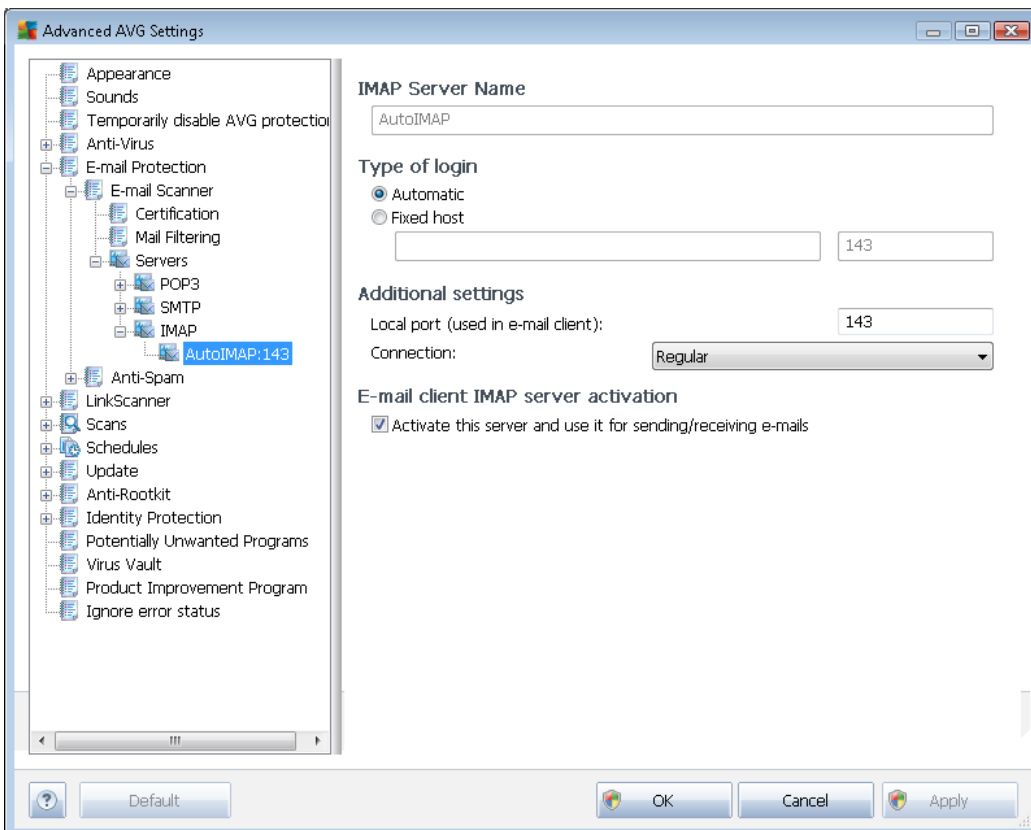 Advanced AVG Settings
Appearance
Sounds
Temporarily disable AVG protection
Anti-Virus
E-mail Protection
E-mail Scanner
Certification
Mail Filtering
Servers
POP3
SMTP
IMAP
AutoIMAP:143
Anti-Spam
LinkScanner
Scans
Schedules
Update
Anti-Rootkit
Identity Protection
Potentially Unwanted Programs
Virus Vault
Product Improvement Program
Ignore error status
IMAP Server Name
AutoIMAP
Type of login
Automatic
Fixed host
143
Additional settings
Local port (used in e-mail client): 143
Connection: Regular
E-mail client IMAP server activation
Activate this server and use it for sending/receiving e-mails
? Default OK Cancel Apply